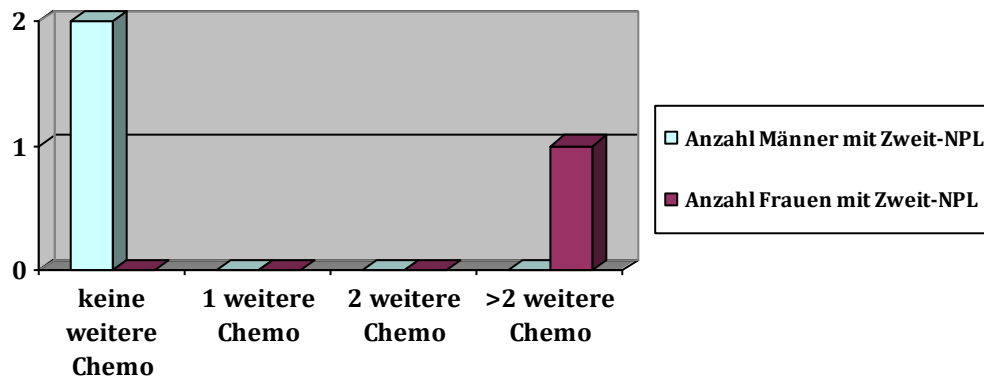 2
1
0
keine weitere Chemo
1 weitere Chemo
2 weitere Chemo
>2 weitere Chemo
Anzahl Männer mit Zweit-NPL
Anzahl Frauen mit Zweit-NPL